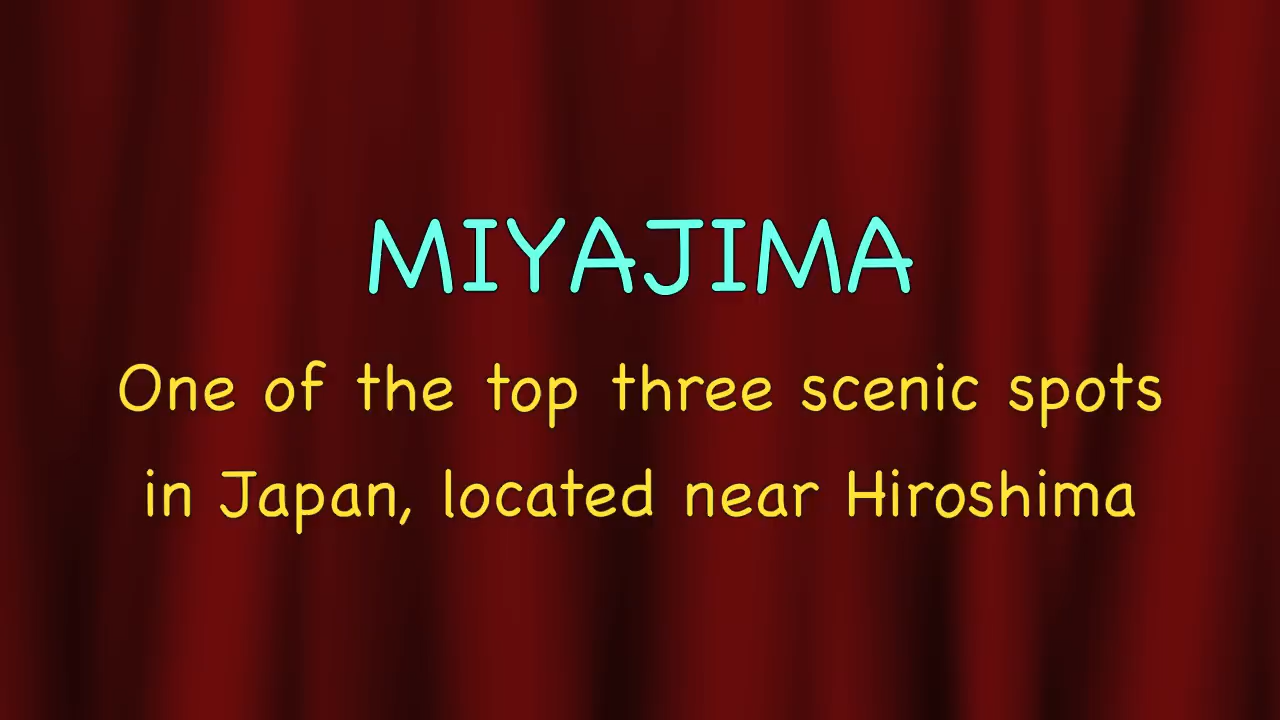 MIYAJIMA
One of the top three scenic spots
in Japan, located near Hiroshima